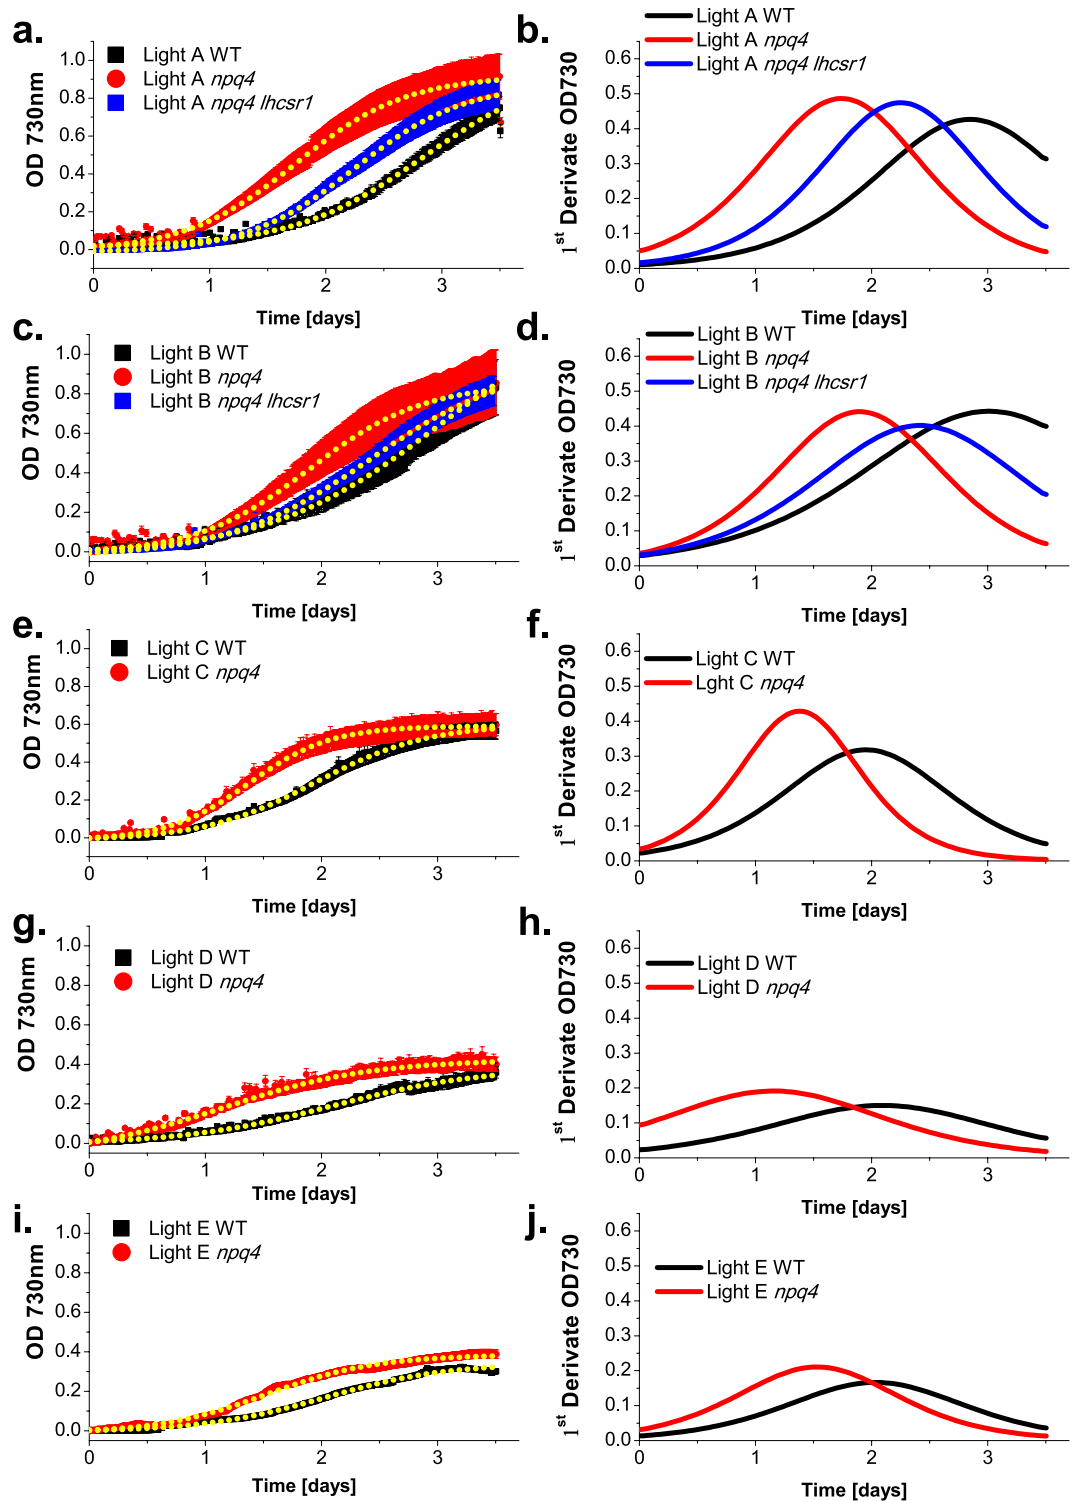 a.
Light A WT
Light A npq4
Light A npq4 lhcsr1
OD 730nm
1.0
0.8
0.6
0.4
0.2
0.0
0 1 2 3
Time [days]
b.
Light A WT
Light A npq4
Light A npq4 lhcsr1
1st Derivate OD730
0.6
0.5
0.4
0.3
0.2
0.1
0.0
0 1 2 3
Time [days]
c.
Light B WT
Light B npq4
Light B npq4 lhcsr1
OD 730nm
1.0
0.8
0.6
0.4
0.2
0.0
0 1 2 3
Time [days]
d.
Light B WT
Light B npq4
Light B npq4 lhcsr1
1st Derivate OD730
0.6
0.5
0.4
0.3
0.2
0.1
0.0
0 1 2 3
Time [days]
e.
Light C WT
Light C npq4
OD 730nm
1.0
0.8
0.6
0.4
0.2
0.0
0 1 2 3
Time [days]
f.
Light C WT
Lght C npq4
1st Derivate OD730
0.6
0.5
0.4
0.3
0.2
0.1
0.0
0 1 2 3
Time [days]
g.
Light D WT
Light D npq4
OD 730nm
1.0
0.8
0.6
0.4
0.2
0.0
0 1 2 3
Time [days]
h.
Light D WT
Light D npq4
1st Derivate OD730
0.6
0.5
0.4
0.3
0.2
0.1
0.0
0 1 2 3
Time [days]
i.
Light E WT
Light E npq4
OD 730nm
1.0
0.8
0.6
0.4
0.2
0.0
0 1 2 3
Time [days]
j.
Light E WT
Light E npq4
1st Derivate OD730
0.6
0.5
0.4
0.3
0.2
0.1
0.0
0 1 2 3
Time [days]